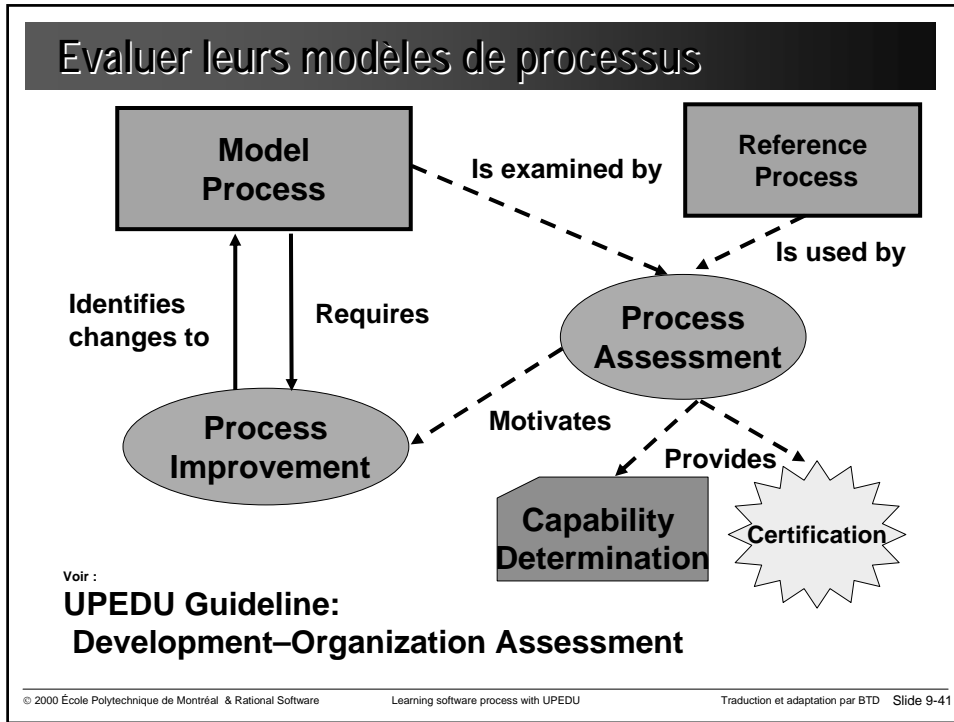 Evaluer leurs modèles de processus
Model
Process
Is examined by
Reference
Process
Is used by
Identifies
changes to
Requires
Process
Assessment
Motivates
Process
Improvement
Provides
Capability
Determination
Certification
Voir :
UPEDU Guideline:
Development–Organization Assessment
© 2000 École Polytechnique de Montréal & Rational Software
Learning software process with UPEDU
Traduction et adaptation par BTD
Slide 9-41